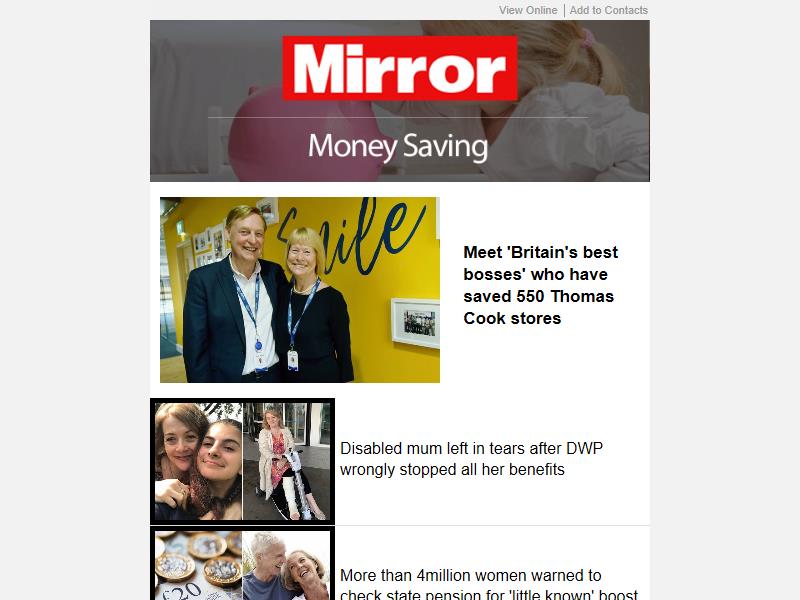 View Online | Add to Contacts
Mirror
Money Saving
Smile
Meet 'Britain's best
bosses' who have
saved 550 Thomas
Cook stores
Disabled mum left in tears after DWP
wrongly stopped all her benefits
£20
More than 4million women warned to
check state pension for 'little known' boost